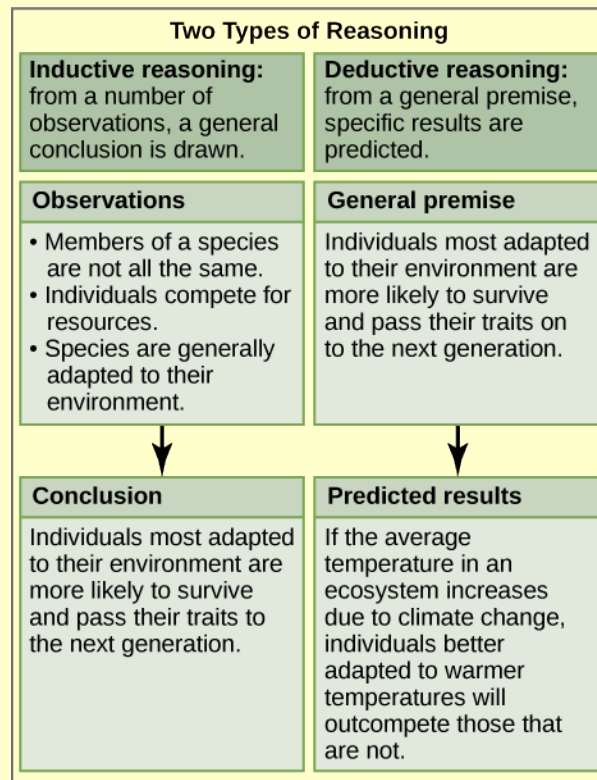 Two Types of Reasoning
Inductive reasoning:
from a number of
observations, a general
conclusion is drawn.
Deductive reasoning:
from a general premise,
specific results are
predicted.
Observations
• Members of a species
are not all the same.
• Individuals compete for
resources.
• Species are generally
adapted to their
environment.
General premise
Individuals most adapted
to their environment are
more likely to survive
and pass their traits on
to the next generation.
Conclusion
Individuals most adapted
to their environment are
more likely to survive
and pass their traits to
the next generation.
Predicted results
If the average
temperature in an
ecosystem increases
due to climate change,
individuals better
adapted to warmer
temperatures will
outcompete those that
are not.